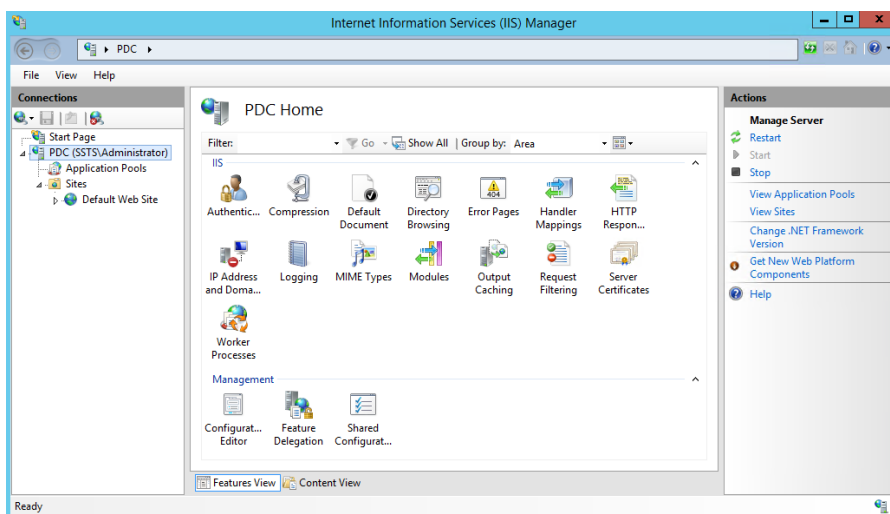 Internet Information Services (IIS) Manager
PDC
File View Help
Connections
Start Page
PDC (SSTS\Administrator)
Application Pools
Sites
Default Web Site
PDC Home
Filter: Go Show All Group by: Area
IIS
Authentic... Compression Default Document Directory Browsing Error Pages Handler Mappings HTTP Respon...
IP Address and Doma... Logging MIME Types Modules Output Caching Request Filtering Server Certificates
Worker Processes
Management
Configurat... Editor Feature Delegation Shared Configurat...
Features View Content View
Actions
Manage Server
Restart
Start
Stop
View Application Pools
View Sites
Change .NET Framework
Version
Get New Web Platform
Components
Help
Ready